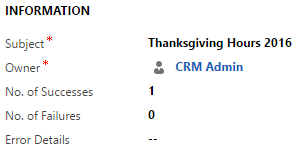 INFORMATION
Subject* Thanksgiving Hours 2016
Owner* CRM Admin
No. of Successes 1
No. of Failures 0
Error Details --